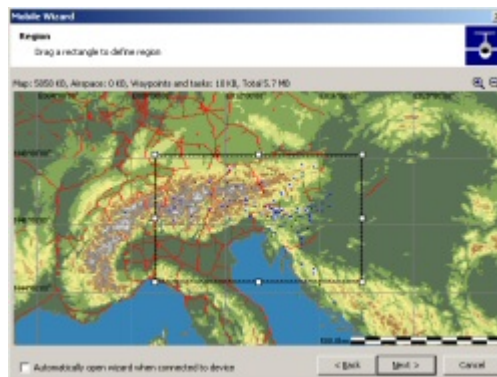 Mobile Wizard
Region
Drag a rectangle to define region
Map: 5850 KB, Airspace: 0 KB, Waypoints and tasks: 10 KB, Total 5.7 MB
Automatically open wizard when connected to device
< Back
Next >
Cancel